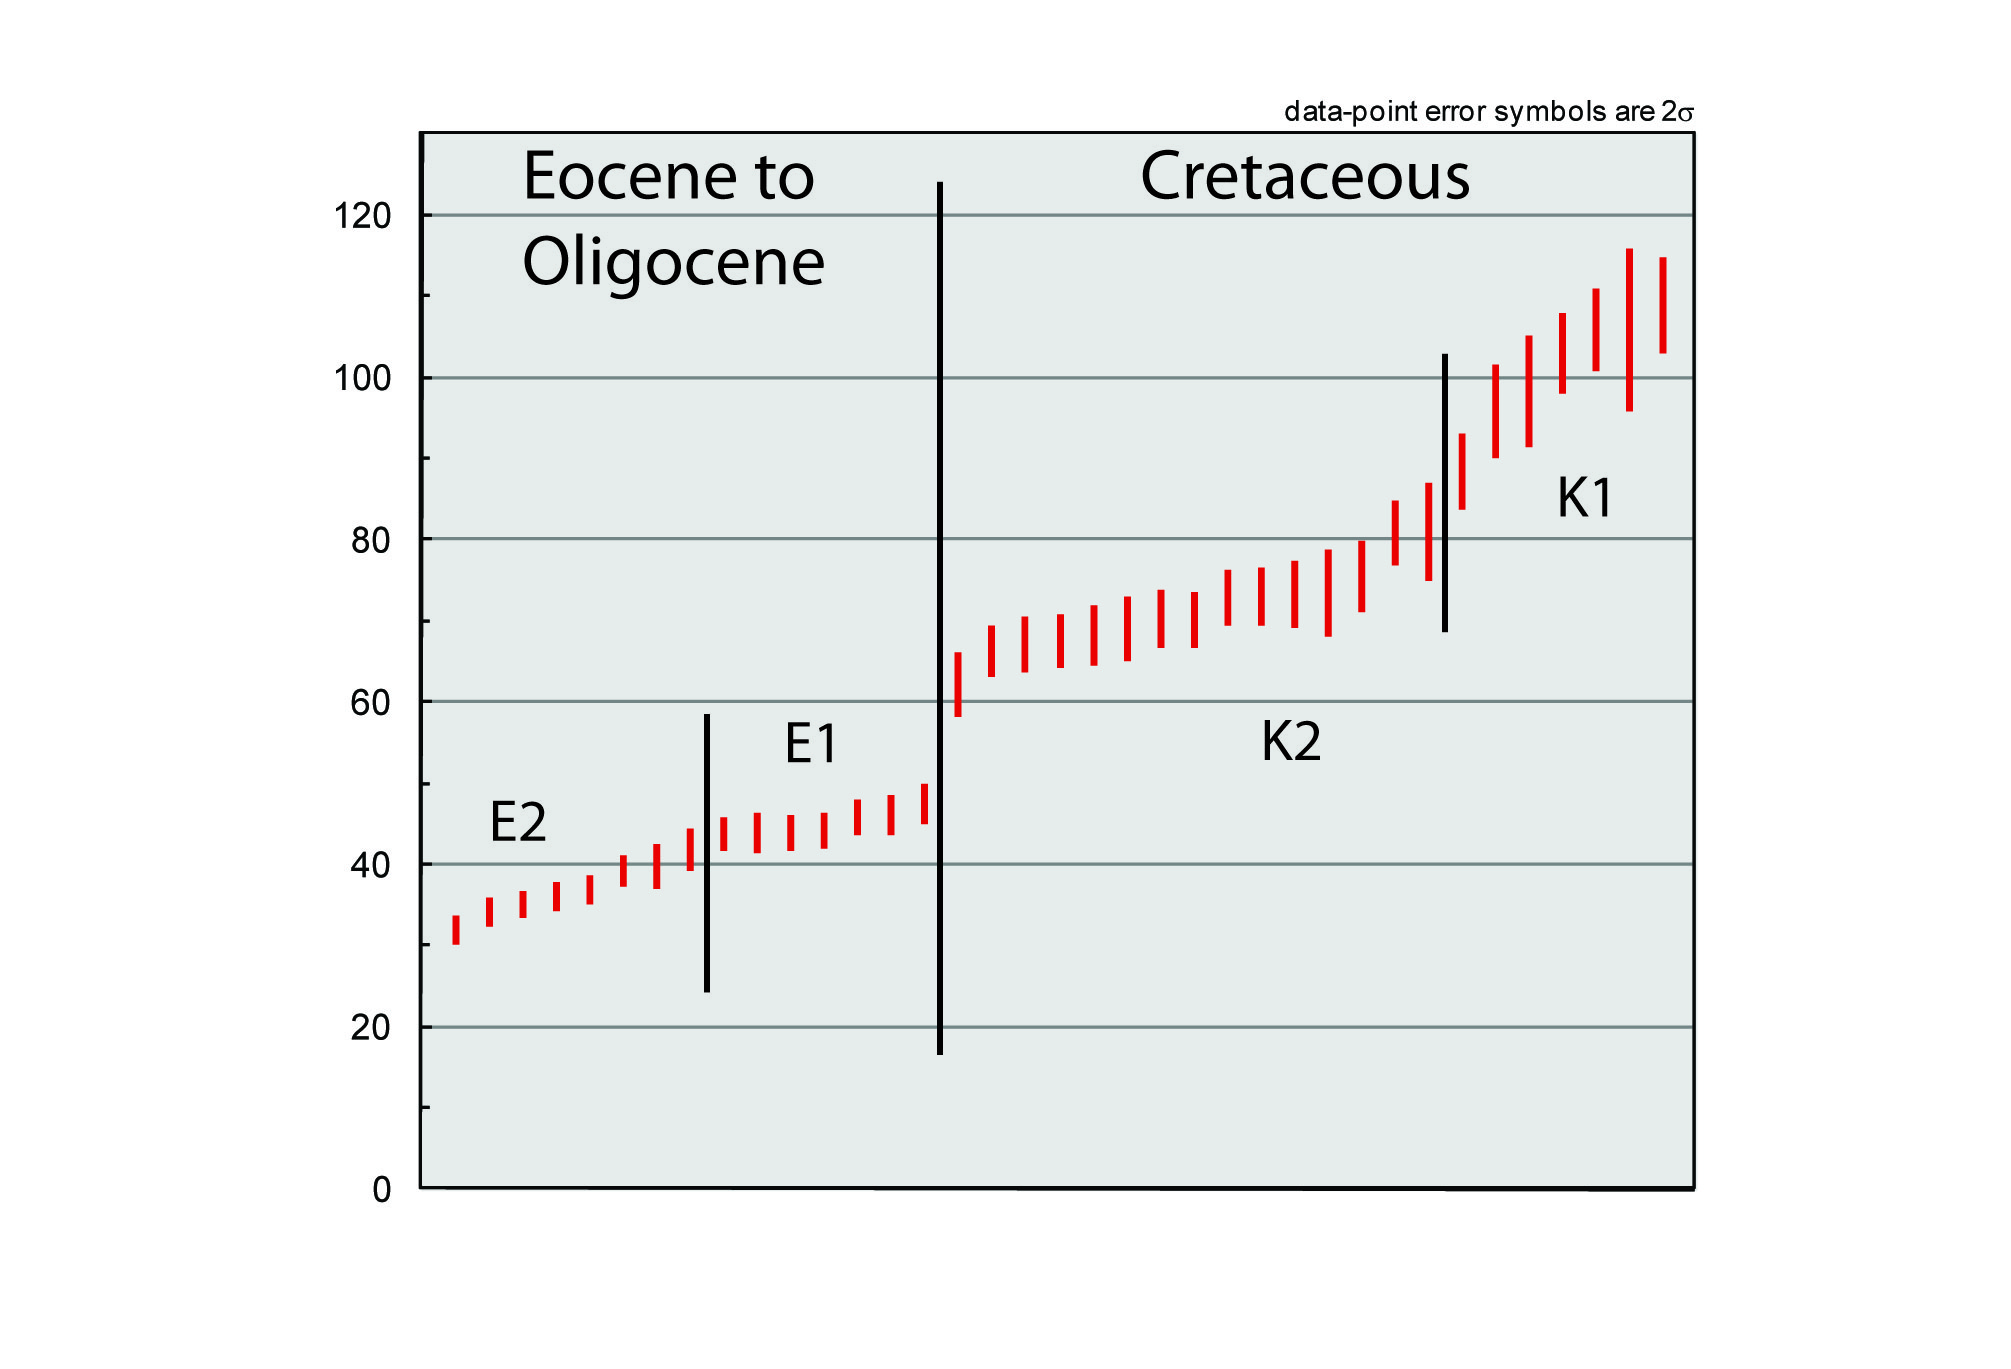 data-point error symbols are 2σ
Eocene to
Oligocene
Cretaceous
120
100
80
60
40
20
0
K1
E1
K2
E2